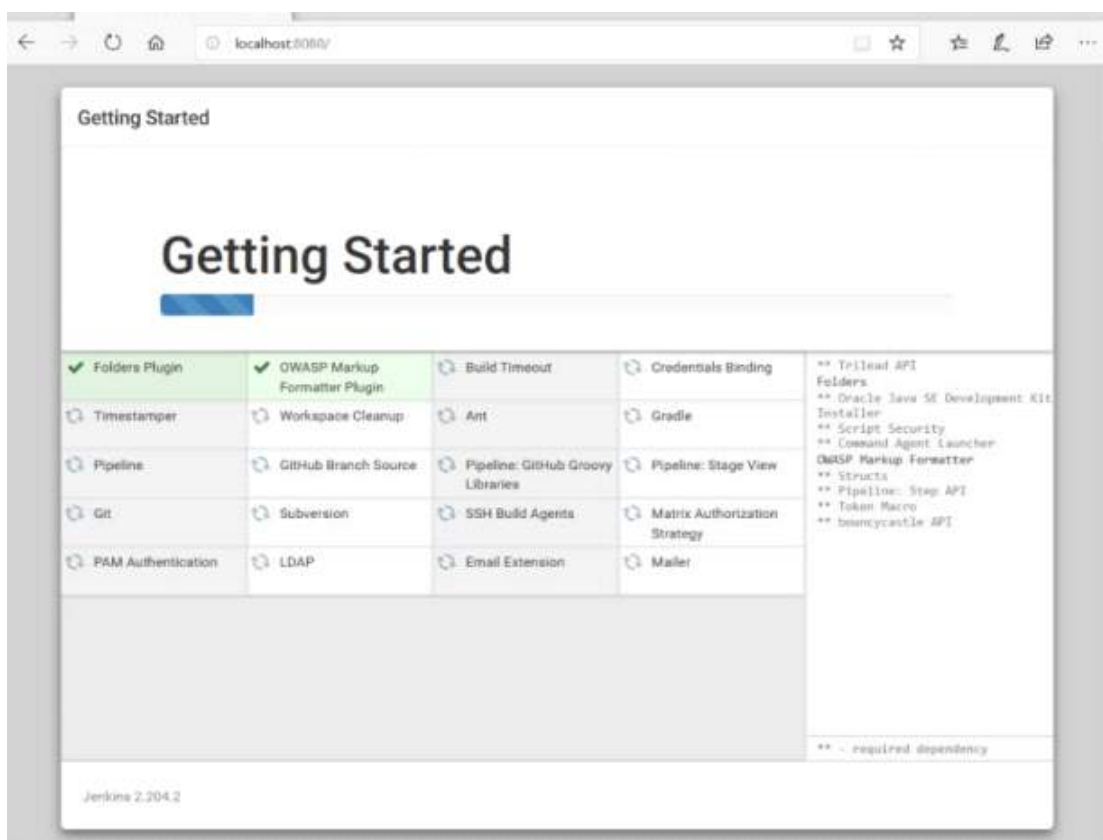 localhost:8080/
Getting Started
Getting Started
Folders Plugin
OWASP Markup
Formatter Plugin
Build Timeout
Credentials Binding
Timestamper
Workspace Cleanup
Ant
Gradle
Pipeline
GitHub Branch Source
Pipeline: GitHub Groovy
Libraries
Pipeline: Stage View
Git
Subversion
SSH Build Agents
Matrix Authorization
Strategy
PAM Authentication
LDAP
Email Extension
Mailer
** Trilead API
Folders
** Oracle Java SE Development Kit
Installer
** Script Security
** Command Agent Launcher
OWASP Markup Formatter
** Structs
** Pipeline: Step API
** Token Macro
** bouncycastle API
** - required dependency
Jenkins 2.204.2